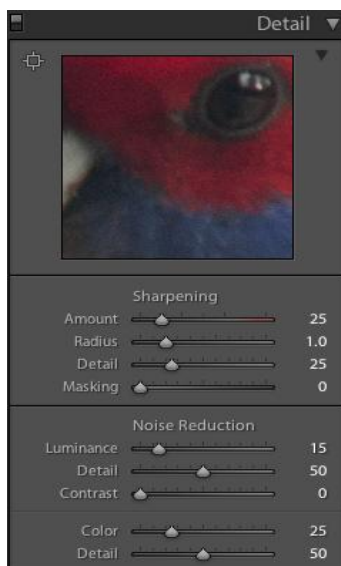 Detail
Sharpening
Amount 25
Radius 1.0
Detail 25
Masking 0
Noise Reduction
Luminance 15
Detail 50
Contrast 0
Color 25
Detail 50